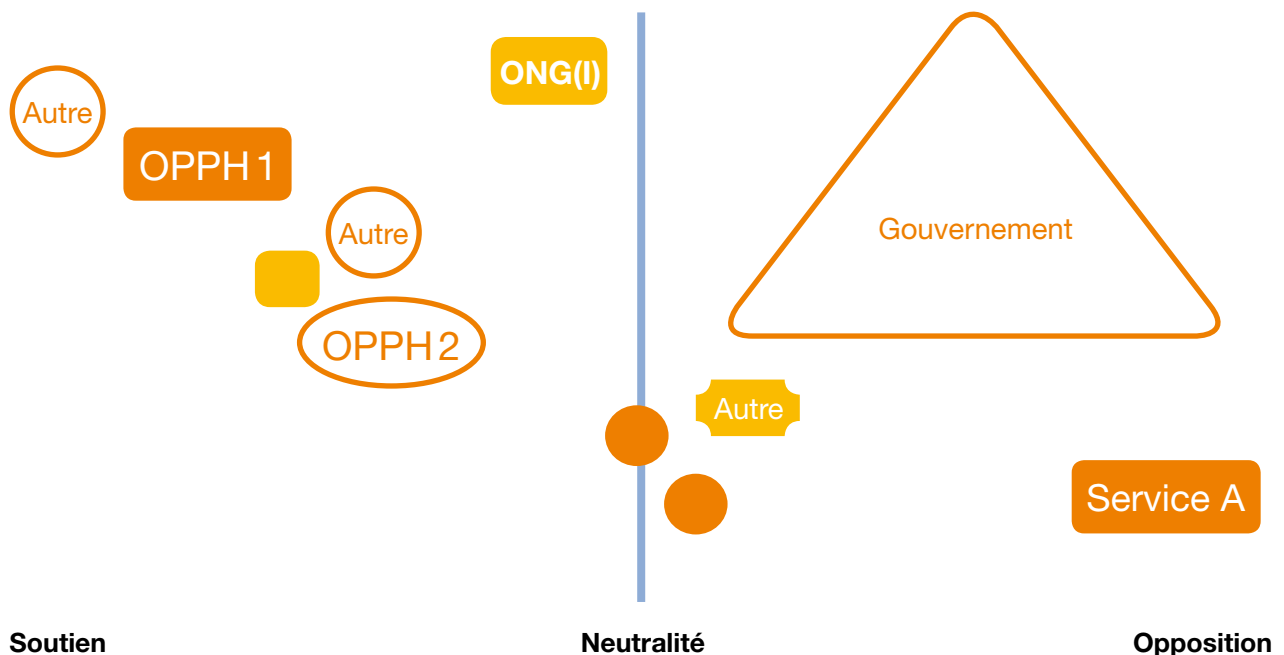 ONG(I)
Autre
OPPH 1
Autre
Gouvernement
OPPH 2
Autre
Service A
Soutien
Neutralité
Opposition